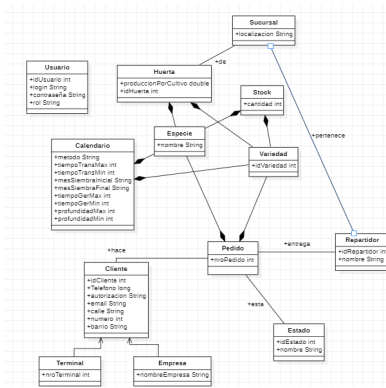 Sucursal
+localizacion String
+de
Usuario
+idUsuario int
+login String
+contraseña String
+rol String
Huerta
+produccionPorCultivo double
+idHuerta int
Stock
+cantidad int
+pertenece
Especie
+nombre String
Calendario
+metodo String
+tiempoTransMax int
+tiempoTransMin int
+mesSiembraInicial String
+mesSiembraFinal String
+tiempoGerMax int
+tiempoGerMin int
+profundidadMax int
+profundidadMin int
Variedad
+idVariedad int
+hace
Pedido
+nroPedido int
+entrega
Repartidor
+idRepartidor int
+nombre String
Cliente
+idCliente int
+Telefono long
+autorizacion String
+email String
+calle String
+numero int
+barrio String
+esta
Estado
+idEstado int
+nombre String
Terminal
+nroTerminal int
Empresa
+nombreEmpresa String